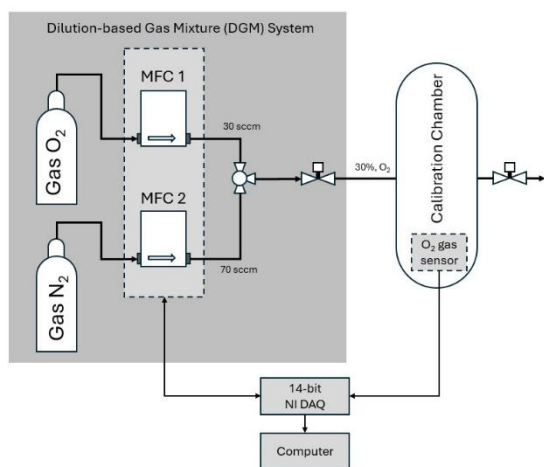 Dilution-based Gas Mixture (DGM) System
MFC 1
Gas O₂
30 sccm
MFC 2
Gas N₂
70 sccm
30%, O₂
Calibration Chamber
O₂ gas
sensor
14-bit
NI DAQ
Computer